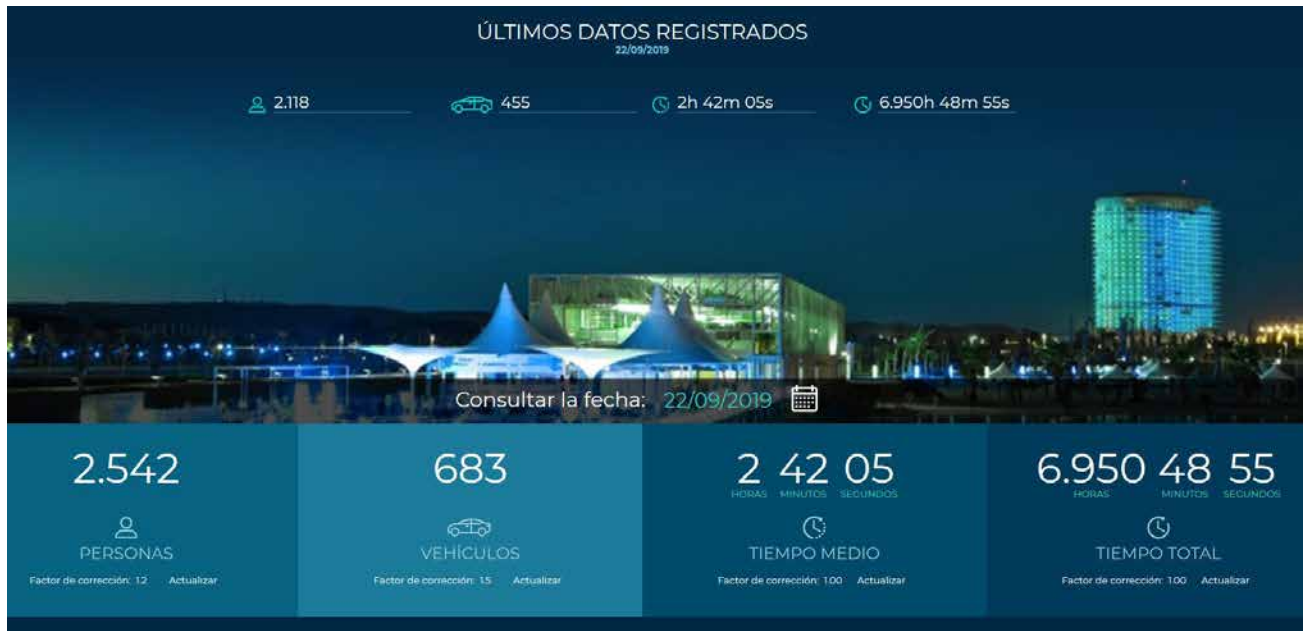 ÚLTIMOS DATOS REGISTRADOS
22/09/2019
2.118 455 2h 42m 05s 6.950h 48m 55s
Consultar la fecha: 22/09/2019
2.542 683 2 42 05 6.950 48 55
HORAS MINUTOS SEGUNDOS HORAS MINUTOS SEGUNDOS
PERSONAS VEHÍCULOS TIEMPO MEDIO TIEMPO TOTAL
Factor de corrección: 1.2 Actualizar Factor de corrección: 1.5 Actualizar Factor de corrección: 1.00 Actualizar Factor de corrección: 1.00 Actualizar